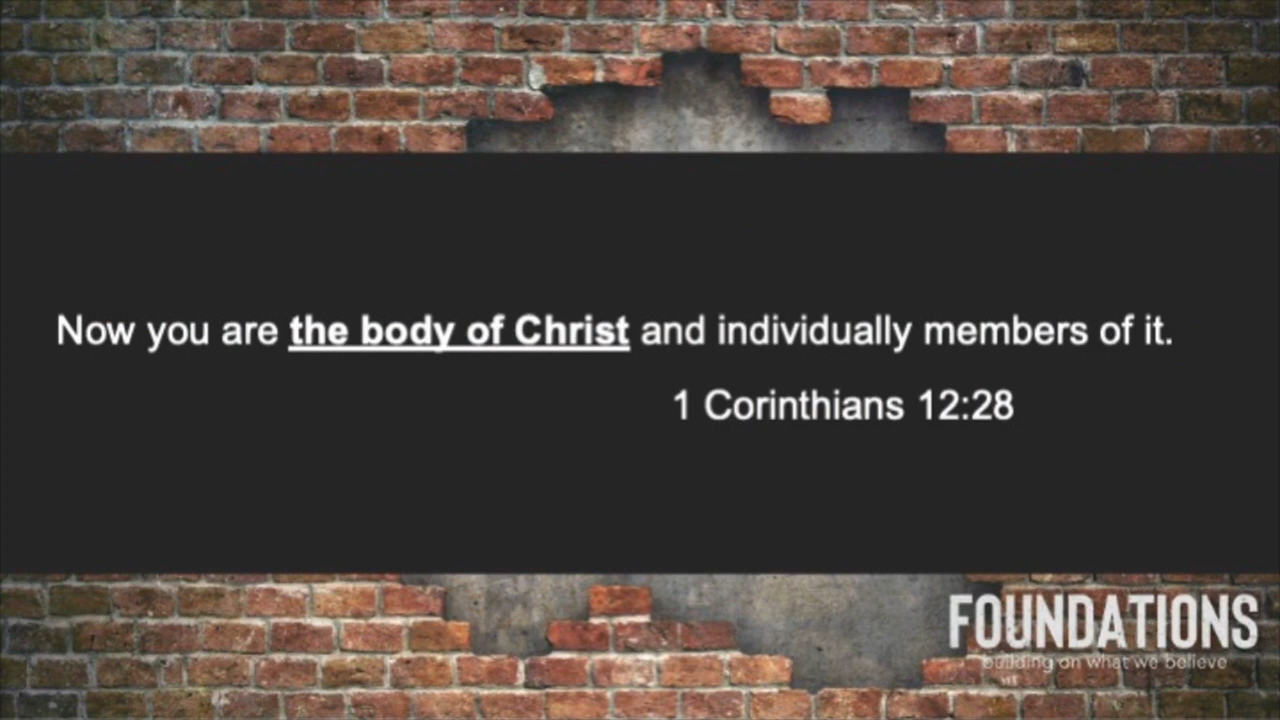 Now you are the body of Christ and individually members of it.
1 Corinthians 12:28
FOUNDATIONS
building on what we believe